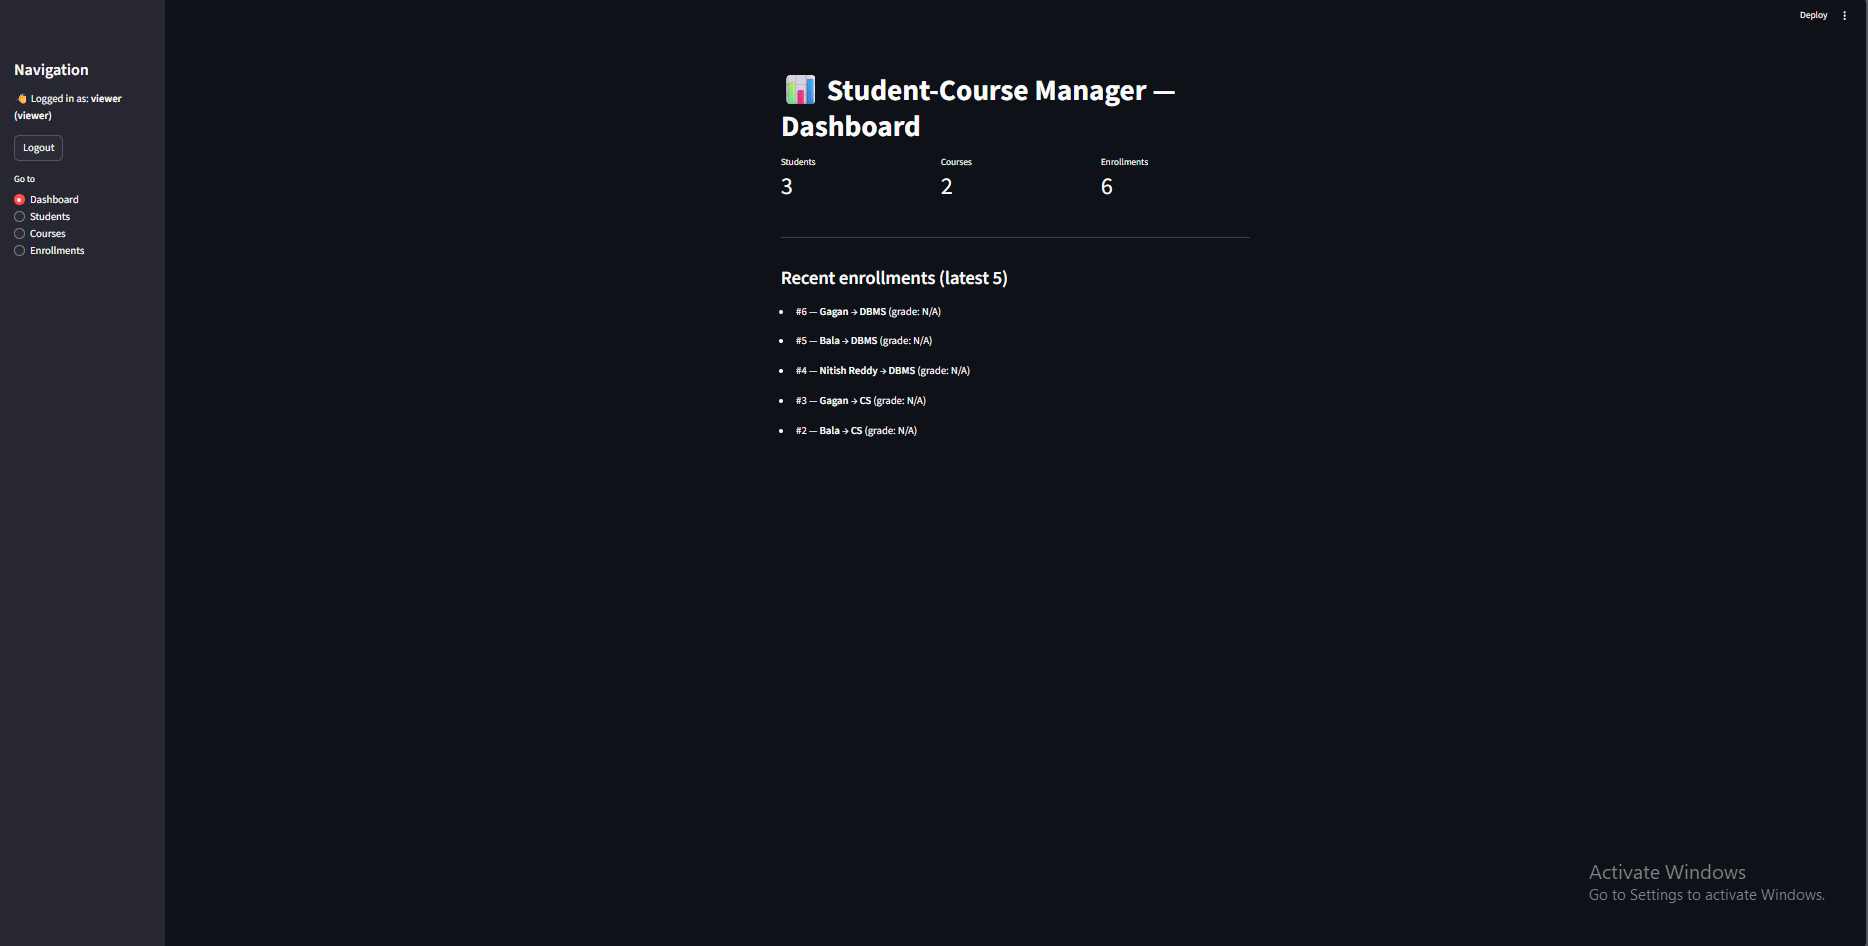 Deploy
Navigation
👋 Logged in as: viewer
(viewer)
Logout
Go to
Dashboard
Students
Courses
Enrollments
📊 Student-Course Manager —
Dashboard
Students
Courses
Enrollments
3
2
6
Recent enrollments (latest 5)
• #6 — Gagan → DBMS (grade: N/A)
• #5 — Bala → DBMS (grade: N/A)
• #4 — Nitish Reddy → DBMS (grade: N/A)
• #3 — Gagan → CS (grade: N/A)
• #2 — Bala → CS (grade: N/A)
Activate Windows
Go to Settings to activate Windows.